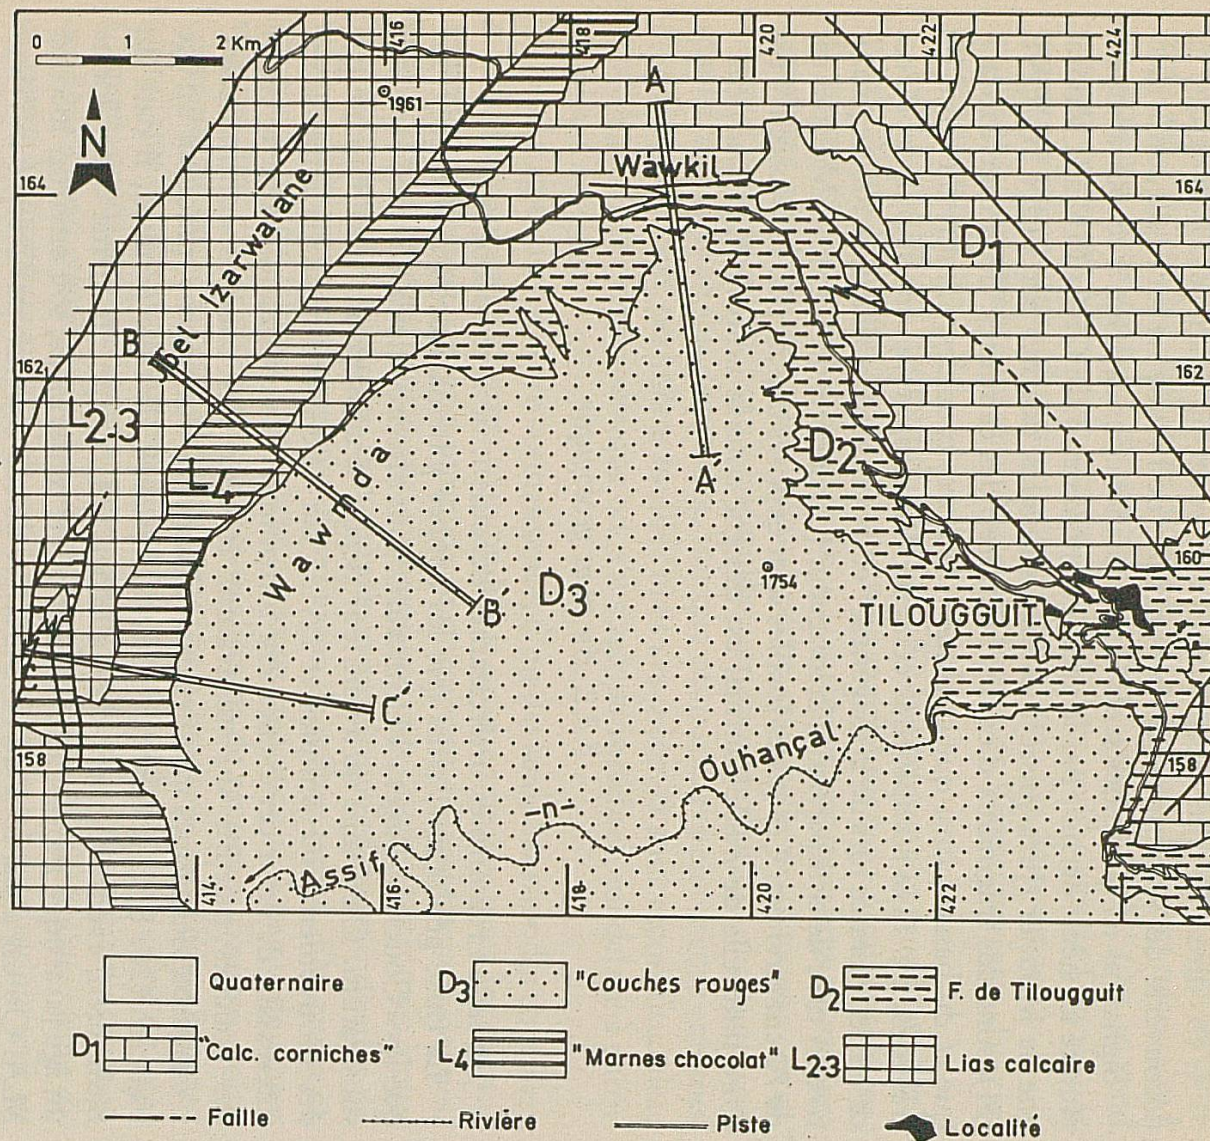 0 1 2 Km
416
418
420
422
424
A
1961
N
Wawkil
164
164
D1
Jbel Izarwalane
B
162
162
L2-3
L4
Wawnda
A'
D2
160
1754
D3
B'
TILOUGGUIT
C
C'
158
158
Ouhançal
-n-
Assif
414
416
418
420
422
Quaternaire
D3 "Couches rouges"
D2 F. de Tilougguit
D1 "Calc. corniches"
L4 "Marnes chocolat"
L2-3 Lias calcaire
Faille
Rivière
Piste
Localité